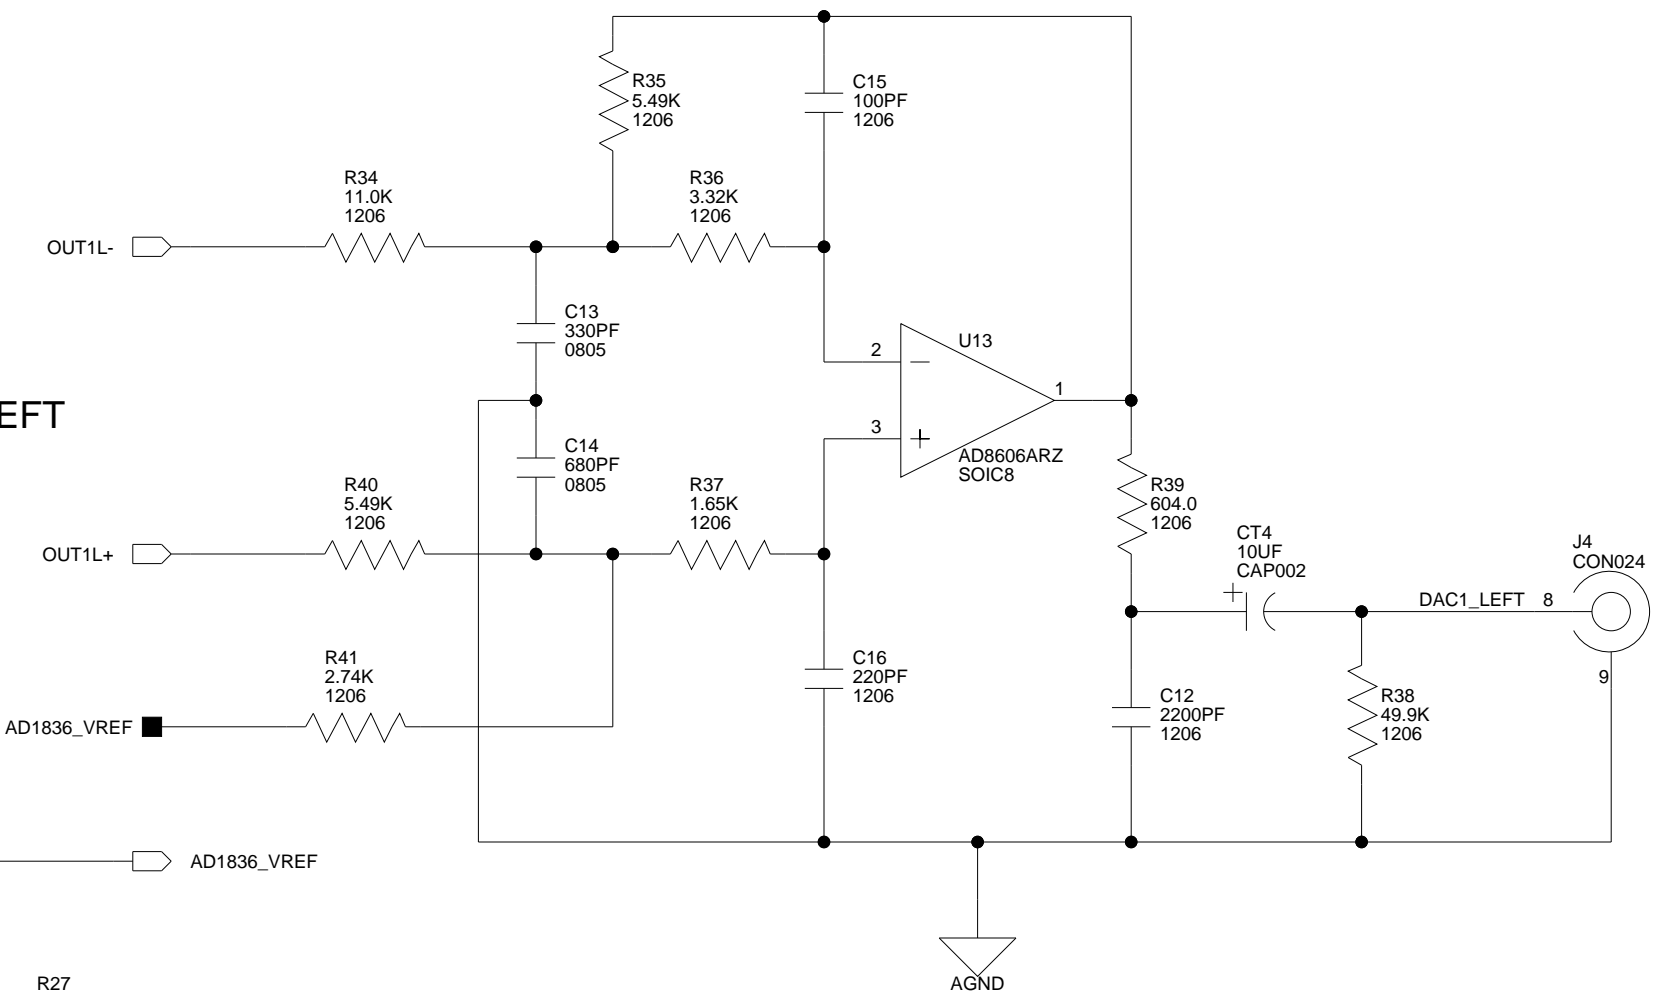 R35
5.49K
1206
C15
100PF
1206
R34
11.0K
1206
R36
3.32K
1206
OUT1L-
C13
330PF
0805
2
U13
1
EFT
3
C14
680PF
0805
AD8606ARZ
SOIC8
R40
5.49K
1206
R37
1.65K
1206
R39
604.0
1206
OUT1L+
CT4
10UF
CAP002
J4
CON024
DAC1_LEFT 8
R41
2.74K
1206
C16
220PF
1206
9
C12
2200PF
1206
R38
49.9K
1206
AD1836_VREF
AD1836_VREF
R27
AGND